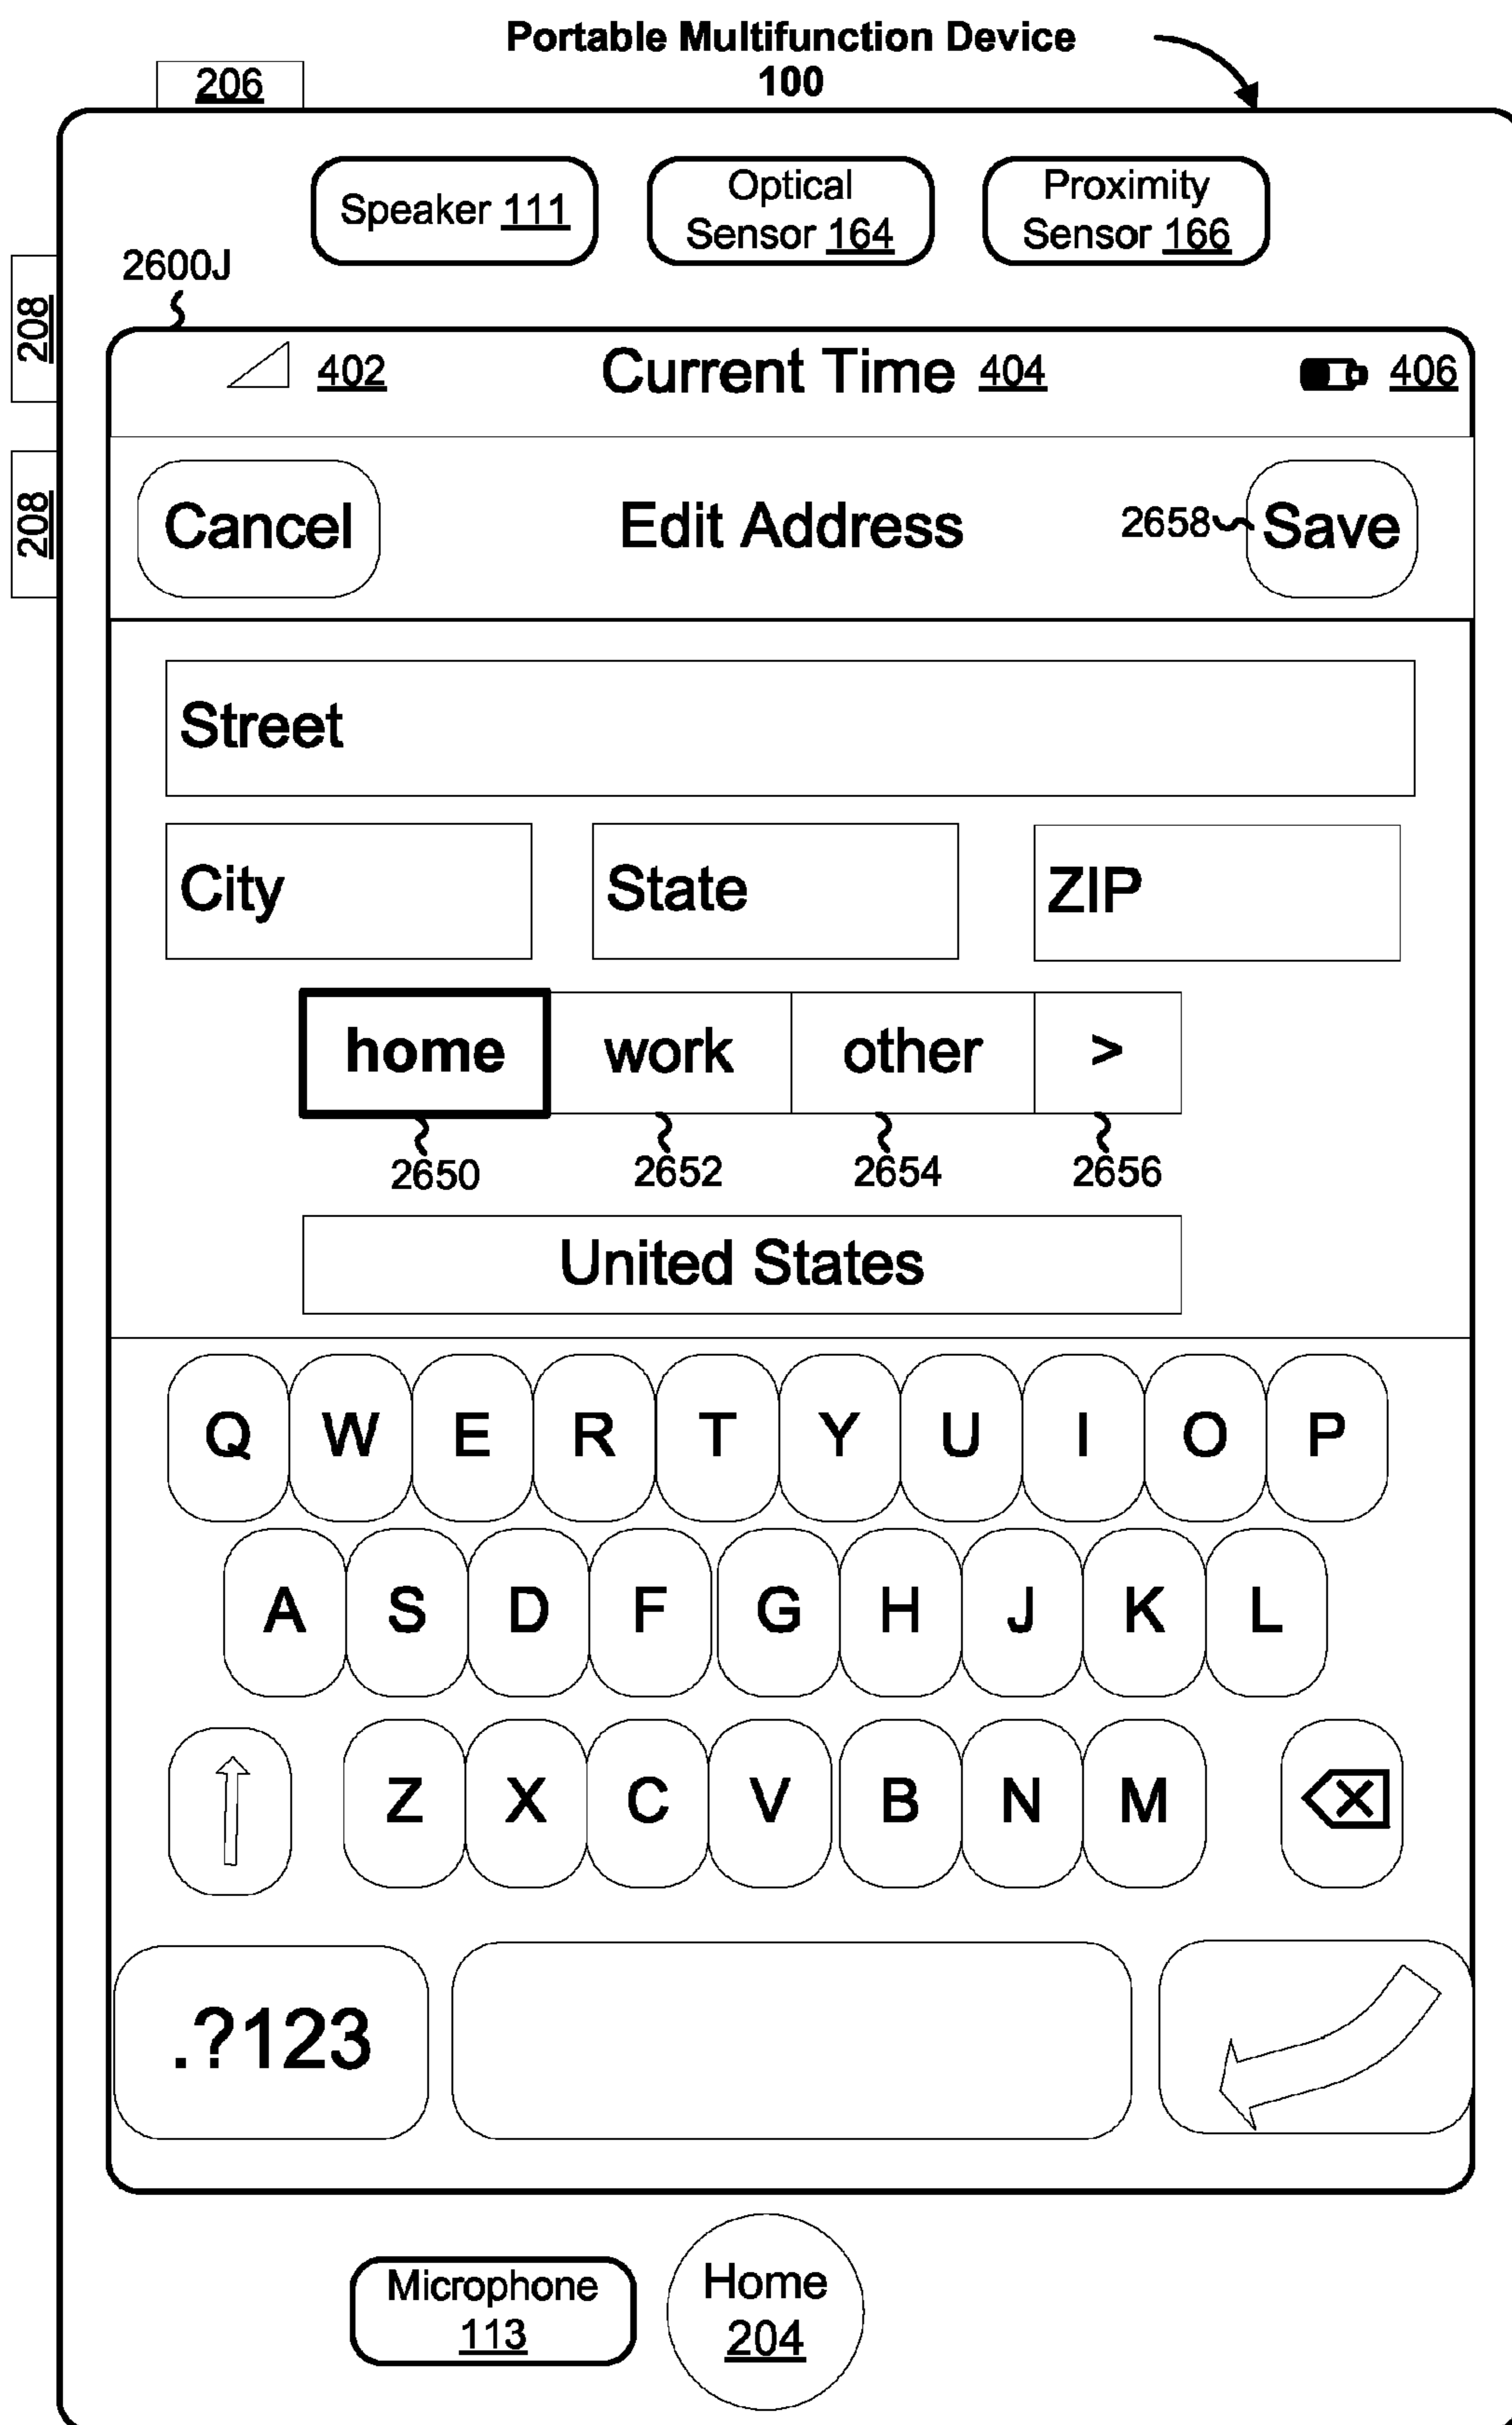 Portable Multifunction Device
100
206
Speaker 111
Optical
Sensor 164
Proximity
Sensor 166
2600J
208
402
Current Time 404
406
208
Cancel
Edit Address
2658
Save
Street
City
State
ZIP
home
work
other
>
2650
2652
2654
2656
United States
Q W E R T Y U I O P
A S D F G H J K L
Z X C V B N M
.?123
Microphone
113
Home
204